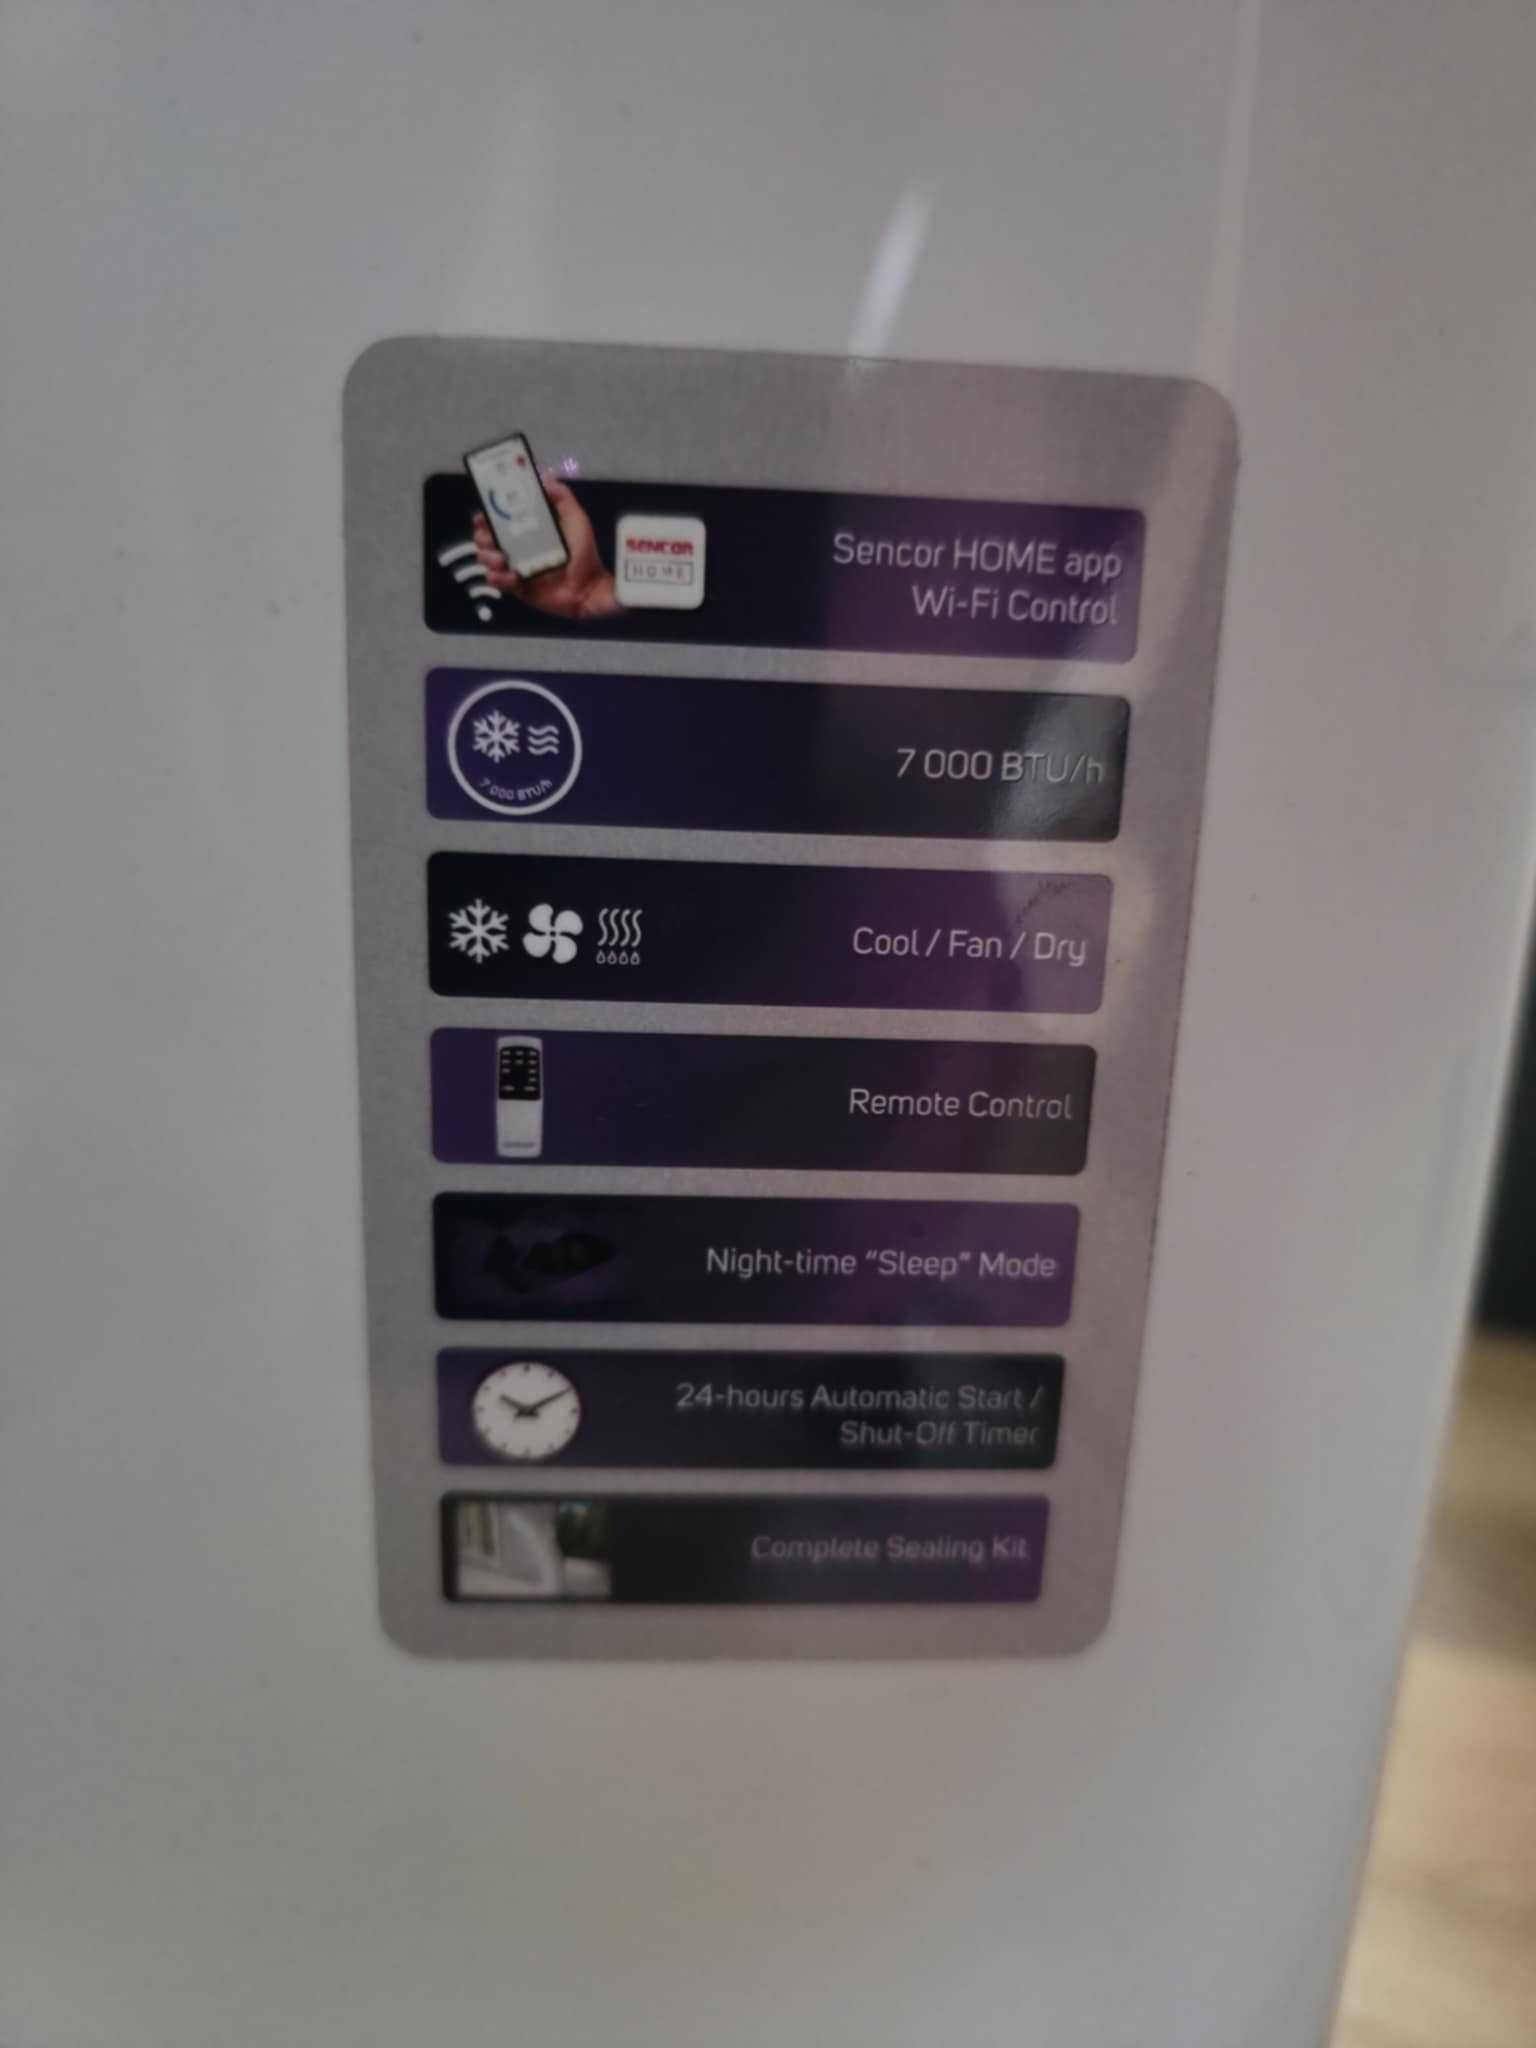 SENCOR
HOME
Sencor HOME app
Wi-Fi Control
7 000 BTU/h
7 000 BTU/h
Cool / Fan / Dry
Remote Control
Night-time “Sleep” Mode
24-hours Automatic Start /
Shut-Off Timer
Complete Sealing Kit